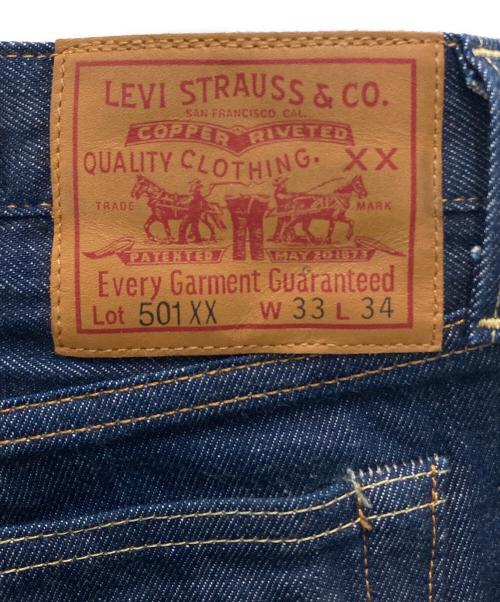 LEVI STRAUSS & CO.
SAN FRANCISCO, CAL.
COPPER RIVETED
QUALITY CLOTHING. XX
TRADE MARK
PATENTED MAY 20 1873
Every Garment Guaranteed
Lot 501XX W 33 L 34